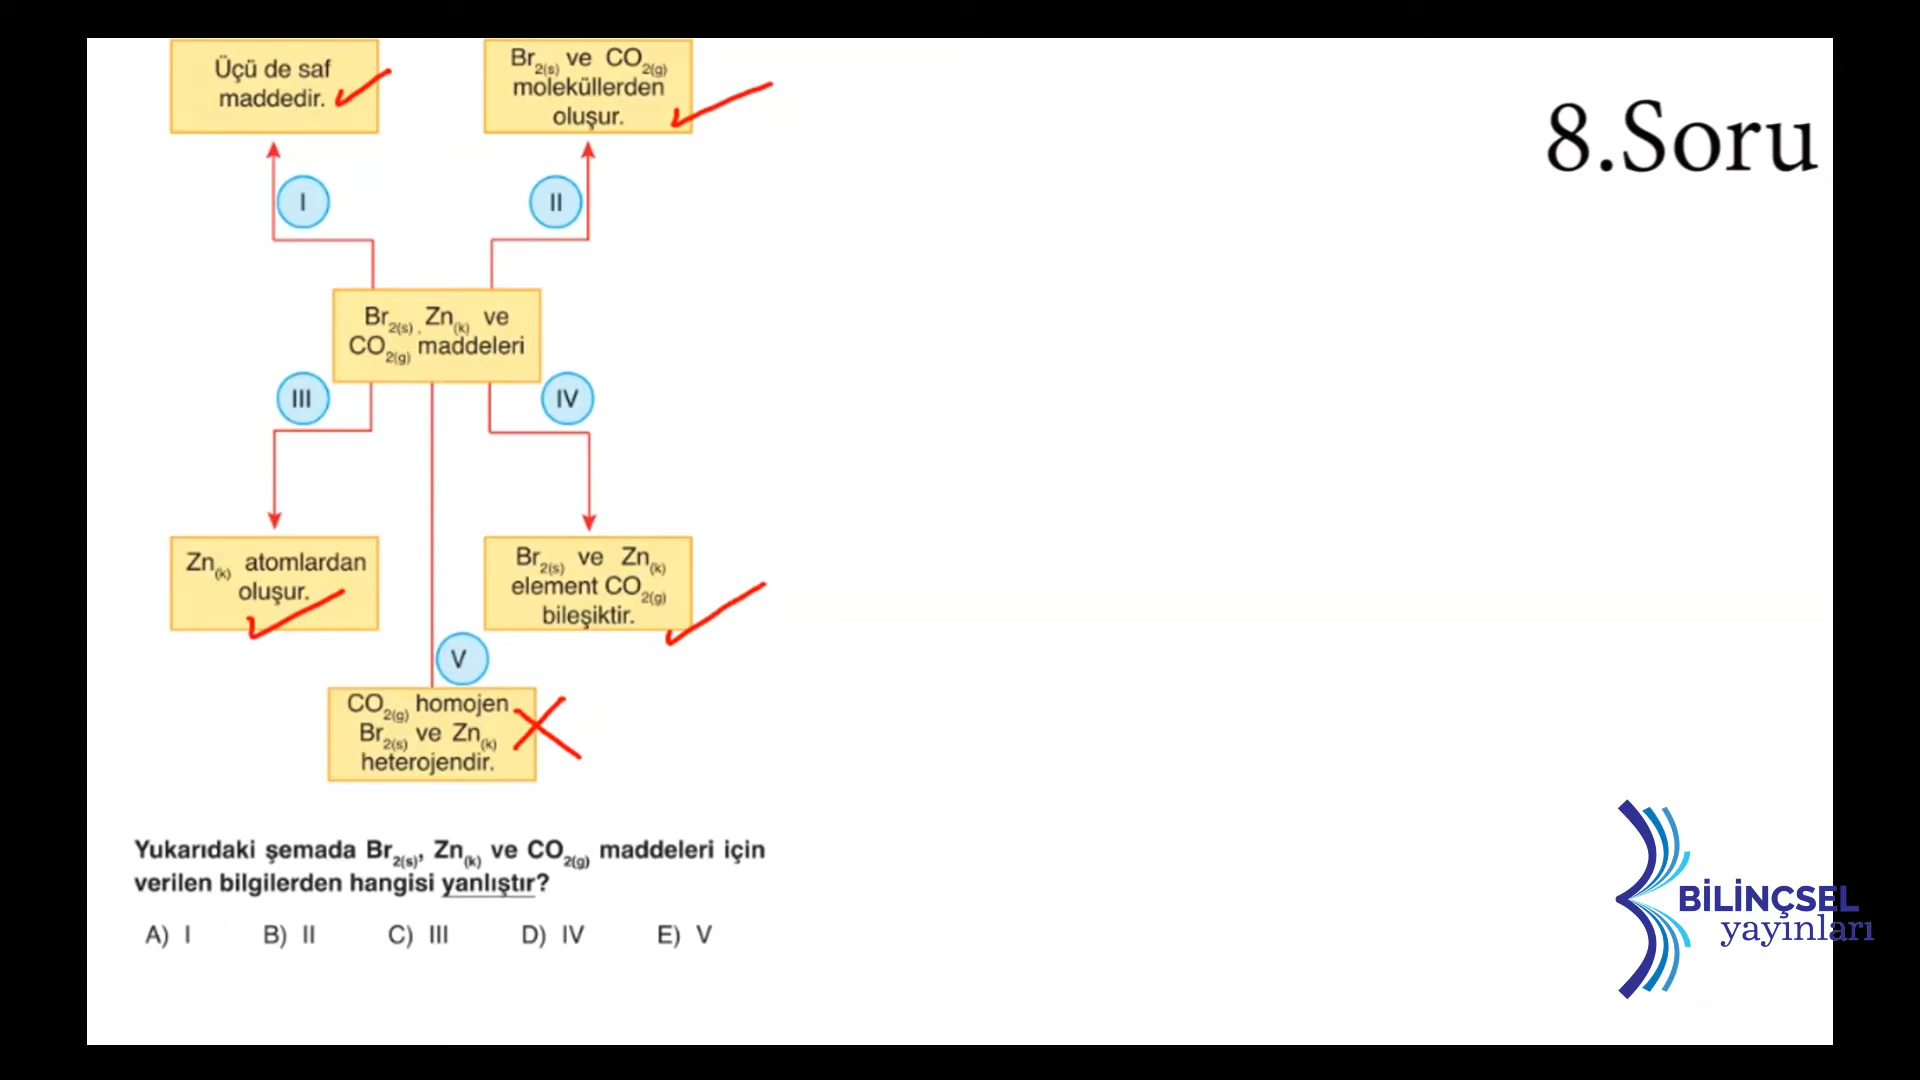 Üçü de saf
maddedir.
Br2(s) ve CO2(g)
moleküllerden
oluşur.
8.Soru
I
II
Br2(s), Zn(k) ve
CO2(g) maddeleri
III
IV
Zn(k) atomlardan
oluşur.
Br2(s) ve Zn(k)
element CO2(g)
bileşiktir.
V
CO2(g) homojen
Br2(s) ve Zn(k)
heterojendir.
Yukarıdaki şemada Br2(s), Zn(k) ve CO2(g) maddeleri için
verilen bilgilerden hangisi yanlıştır?
A) I B) II C) III D) IV E) V
BİLİNÇSEL
yayınları